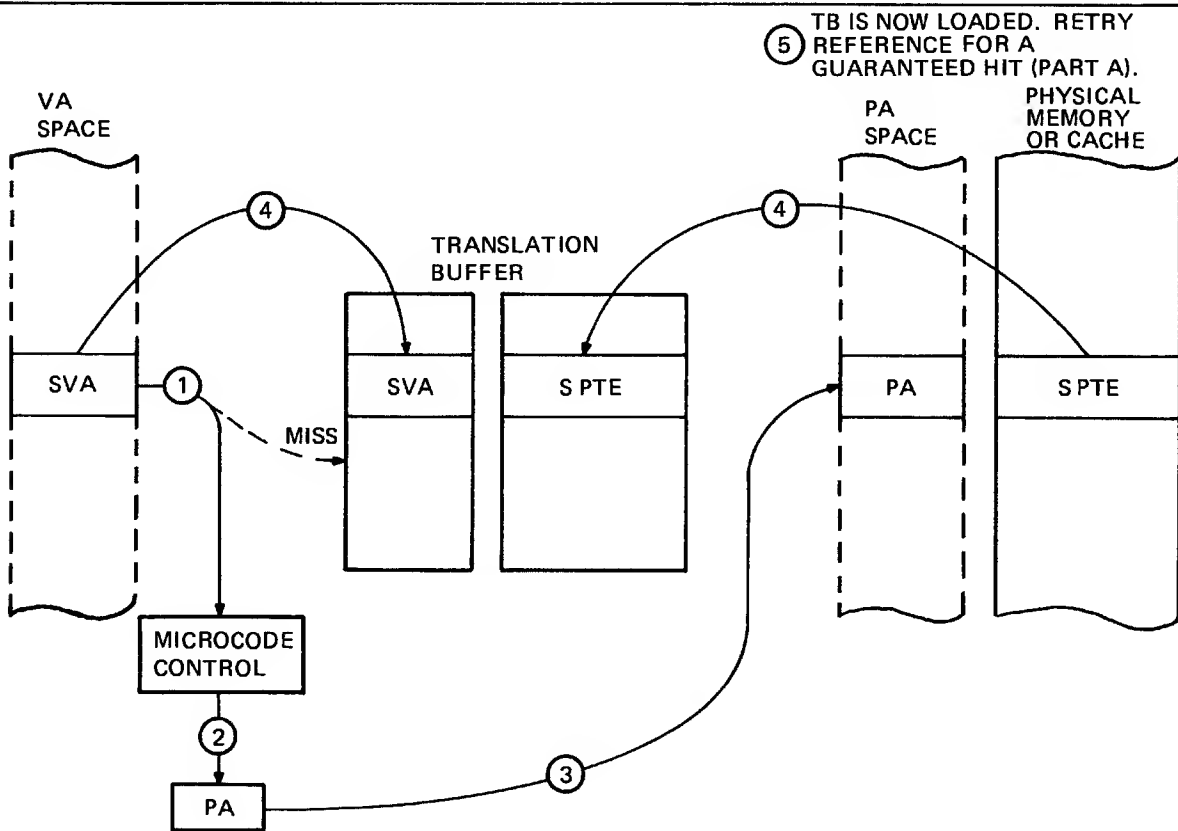 5 TB IS NOW LOADED. RETRY
REFERENCE FOR A
GUARANTEED HIT (PART A).
VA
SPACE
PA
SPACE
PHYSICAL
MEMORY
OR CACHE
4
4
TRANSLATION
BUFFER
SVA
1
SVA
S PTE
PA
S PTE
MISS
MICROCODE
CONTROL
2
3
PA